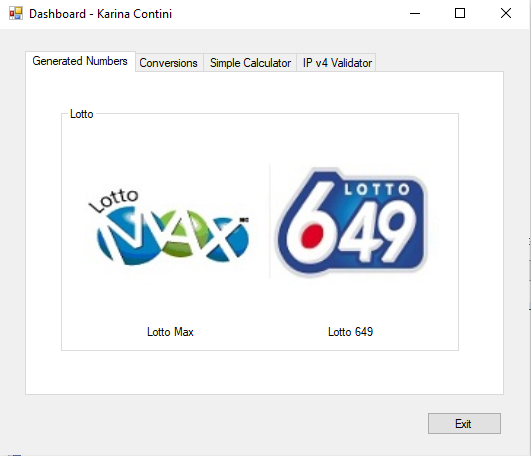 Dashboard - Karina Contini
Generated Numbers Conversions Simple Calculator IP v4 Validator
Lotto
Lotto
MAX
LOTTO
649
Lotto Max Lotto 649
Exit